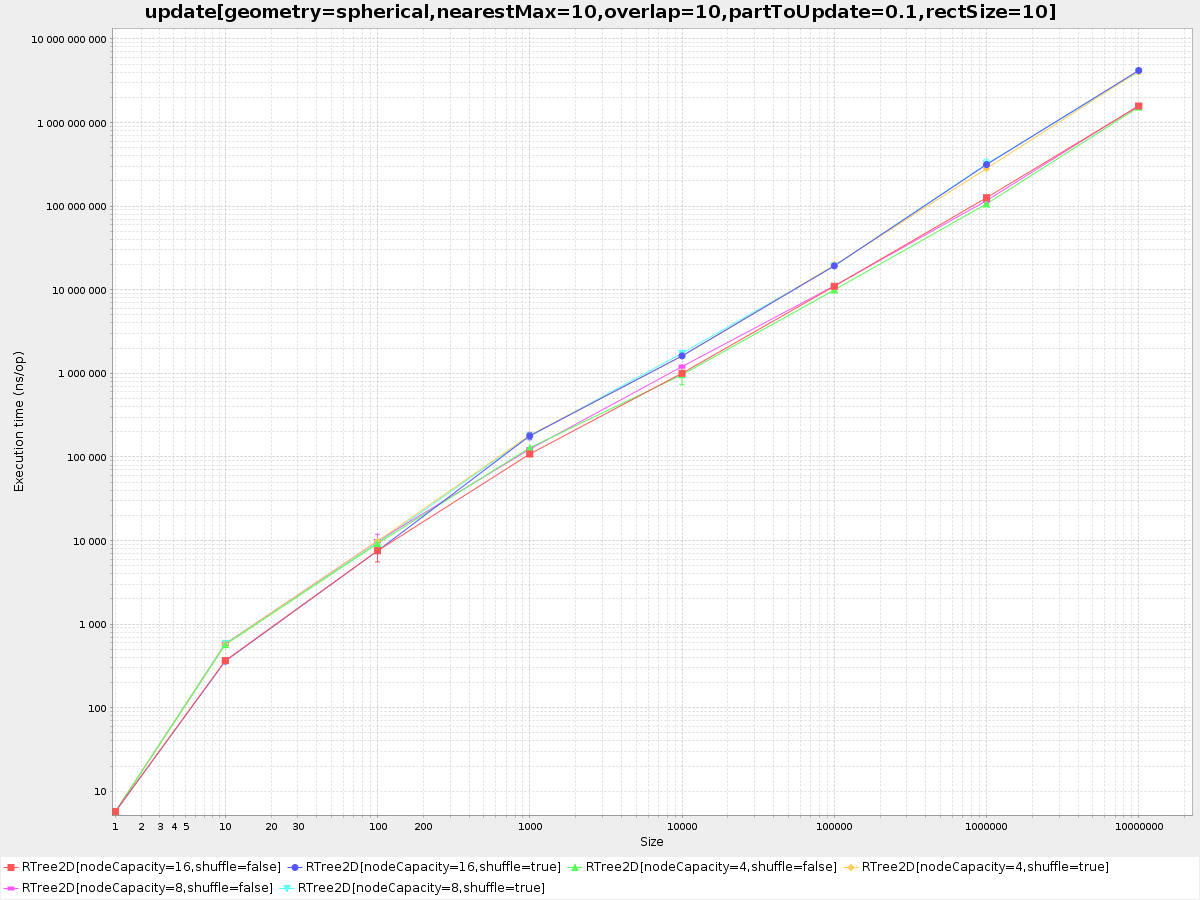 update[geometry=spherical,nearestMax=10,overlap=10,partToUpdate=0.1,rectSize=10]
10 000 000 000
1 000 000 000
100 000 000
10 000 000
1 000 000
100 000
10 000
1 000
100
10
Execution time (ns/op)
1 2 3 4 5 10 20 30 100 200 1000 10000 100000 1000000 10000000
Size
RTree2D[nodeCapacity=16,shuffle=false] RTree2D[nodeCapacity=16,shuffle=true] RTree2D[nodeCapacity=4,shuffle=false] RTree2D[nodeCapacity=4,shuffle=true]
RTree2D[nodeCapacity=8,shuffle=false] RTree2D[nodeCapacity=8,shuffle=true]